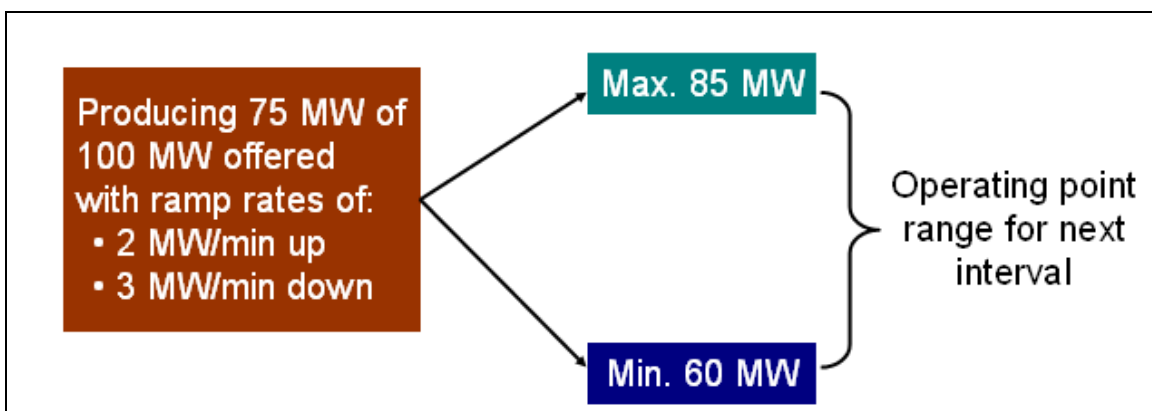 Producing 75 MW of
100 MW offered
with ramp rates of:
• 2 MW/min up
• 3 MW/min down
Max. 85 MW
Min. 60 MW
Operating point
range for next
interval